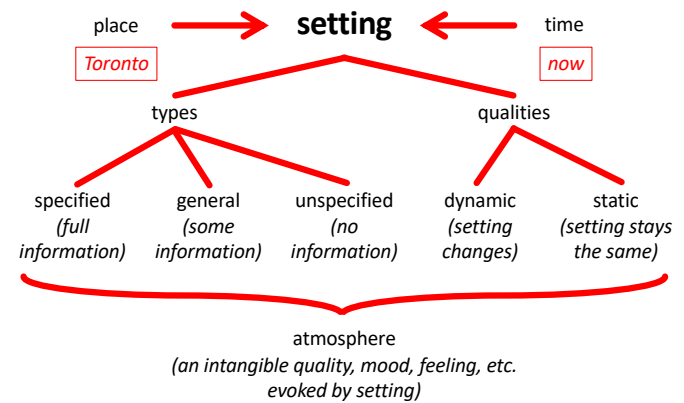 place setting time
Toronto now
types qualities
specified general unspecified dynamic static
(full (some (no (setting (setting stays
information) information) information) changes) the same)
atmosphere
(an intangible quality, mood, feeling, etc.
evoked by setting)